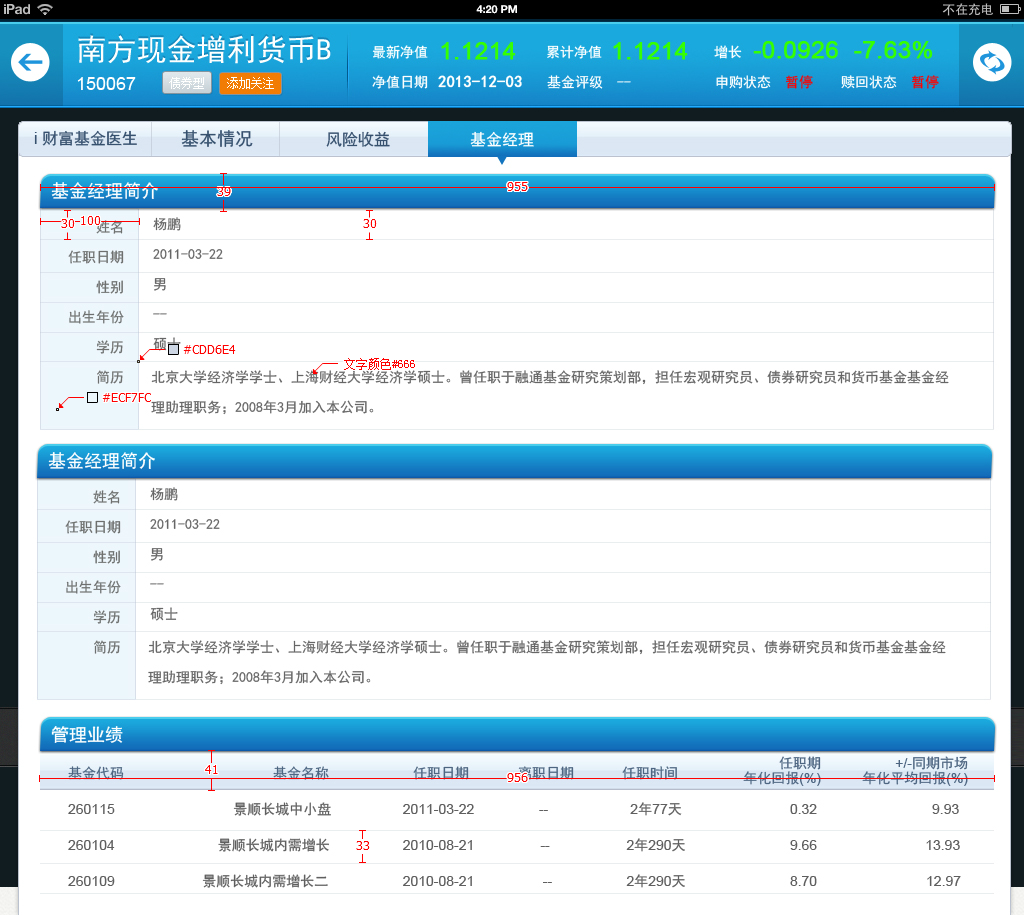 iPad 4:20 PM 不在充电
南方现金增利货币B 最新净值 1.1214 累计净值 1.1214 增长 -0.0926 -7.63%
150067 债券型 添加关注 净值日期 2013-12-03 基金评级 -- 申购状态 暂停 赎回状态 暂停
i 财富基金医生 基本情况 风险收益 基金经理
基金经理简介 39 955
30 100 姓名 杨鹏 30
任职日期 2011-03-22
性别 男
出生年份 --
学历 硕士 #CDD6E4
文字颜色#666
简历 北京大学经济学学士、上海财经大学经济学硕士。曾任职于融通基金研究策划部，担任宏观研究员、债券研究员和货币基金基金经
#ECF7FC 理助理职务；2008年3月加入本公司。
基金经理简介
姓名 杨鹏
任职日期 2011-03-22
性别 男
出生年份 --
学历 硕士
简历 北京大学经济学学士、上海财经大学经济学硕士。曾任职于融通基金研究策划部，担任宏观研究员、债券研究员和货币基金基金经
理助理职务；2008年3月加入本公司。
管理业绩
任职期 +/-同期市场
基金代码 41 基金名称 任职日期 956 离职日期 任职时间 年化回报(%) 年化平均回报(%)
260115 景顺长城中小盘 2011-03-22 -- 2年77天 0.32 9.93
260104 景顺长城内需增长 33 2010-08-21 -- 2年290天 9.66 13.93
260109 景顺长城内需增长二 2010-08-21 -- 2年290天 8.70 12.97